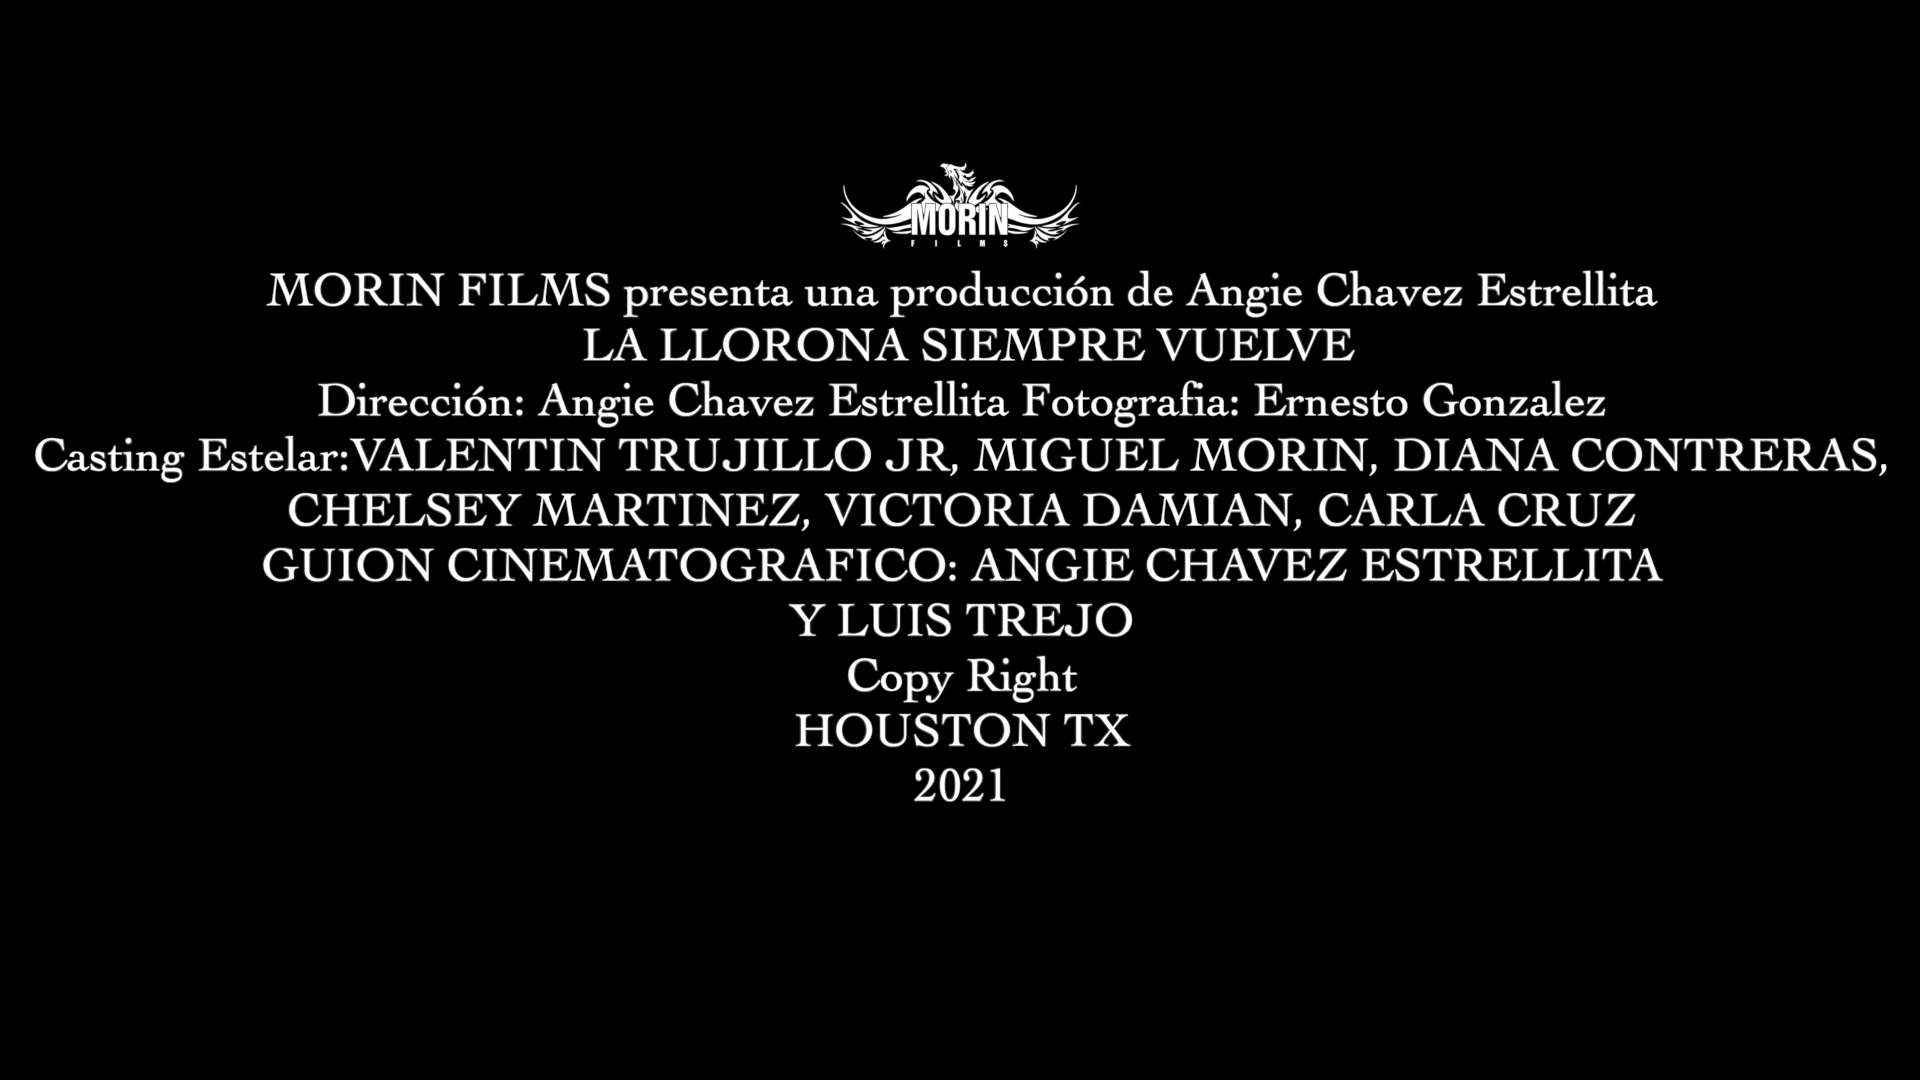 MORIN
FILMS
MORIN FILMS presenta una producción de Angie Chavez Estrellita
LA LLORONA SIEMPRE VUELVE
Dirección: Angie Chavez Estrellita Fotografia: Ernesto Gonzalez
Casting Estelar:VALENTIN TRUJILLO JR, MIGUEL MORIN, DIANA CONTRERAS,
CHELSEY MARTINEZ, VICTORIA DAMIAN, CARLA CRUZ
GUION CINEMATOGRAFICO: ANGIE CHAVEZ ESTRELLITA
Y LUIS TREJO
Copy Right
HOUSTON TX
2021